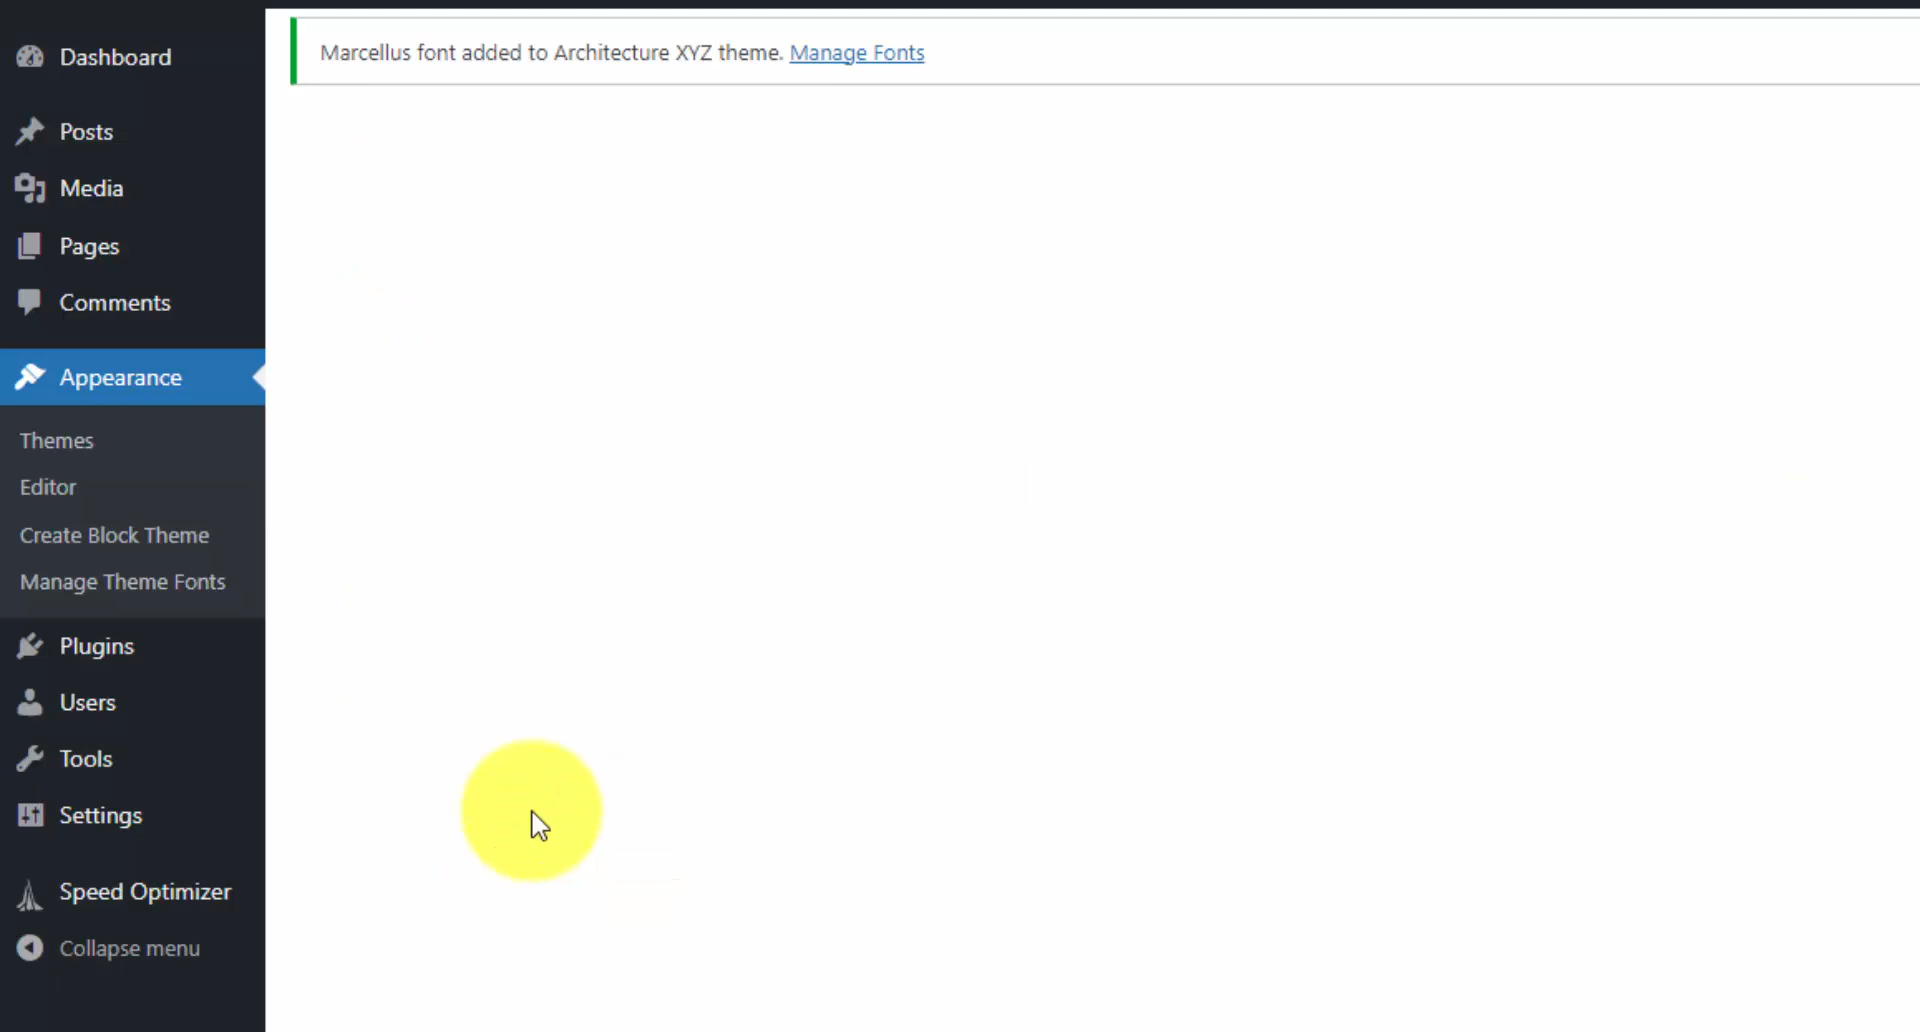 Marcellus font added to Architecture XYZ theme. Manage Fonts
Dashboard
Posts
Media
Pages
Comments
Appearance
Themes
Editor
Create Block Theme
Manage Theme Fonts
Plugins
Users
Tools
Settings
Speed Optimizer
Collapse menu